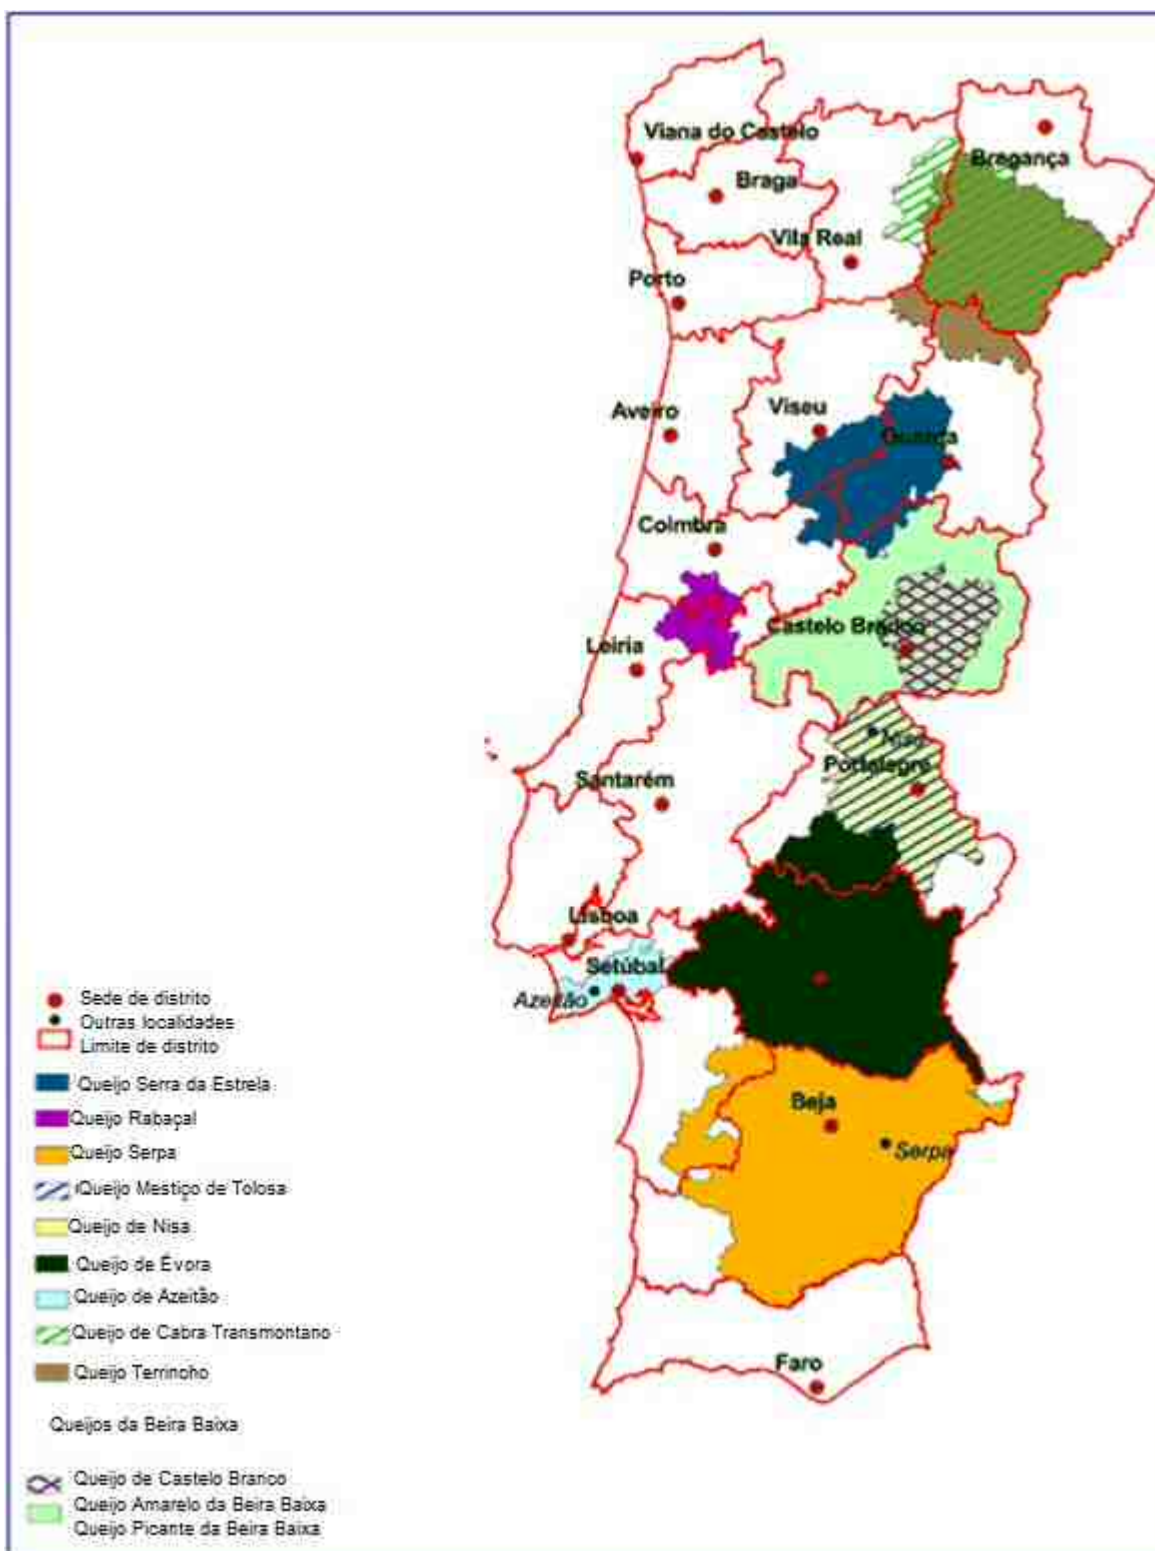 Viana do Castelo
Bragança
Braga
Vila Real
Porto
Aveiro
Viseu
Guarda
Coimbra
Castelo Branco
Leiria
Nisa
Portalegre
Santarém
Lisboa
Setúbal
Azeitão
Beja
Serpa
Faro
Sede de distrito
Outras localidades
Limite de distrito
Queijo Serra da Estrela
Queijo Rabaçal
Queijo Serpa
Queijo Mestiço de Tolosa
Queijo de Nisa
Queijo de Évora
Queijo de Azeitão
Queijo de Cabra Transmontano
Queijo Terrincho
Queijos da Beira Baixa
Queijo de Castelo Branco
Queijo Amarelo da Beira Baixa
Queijo Picante da Beira Baixa